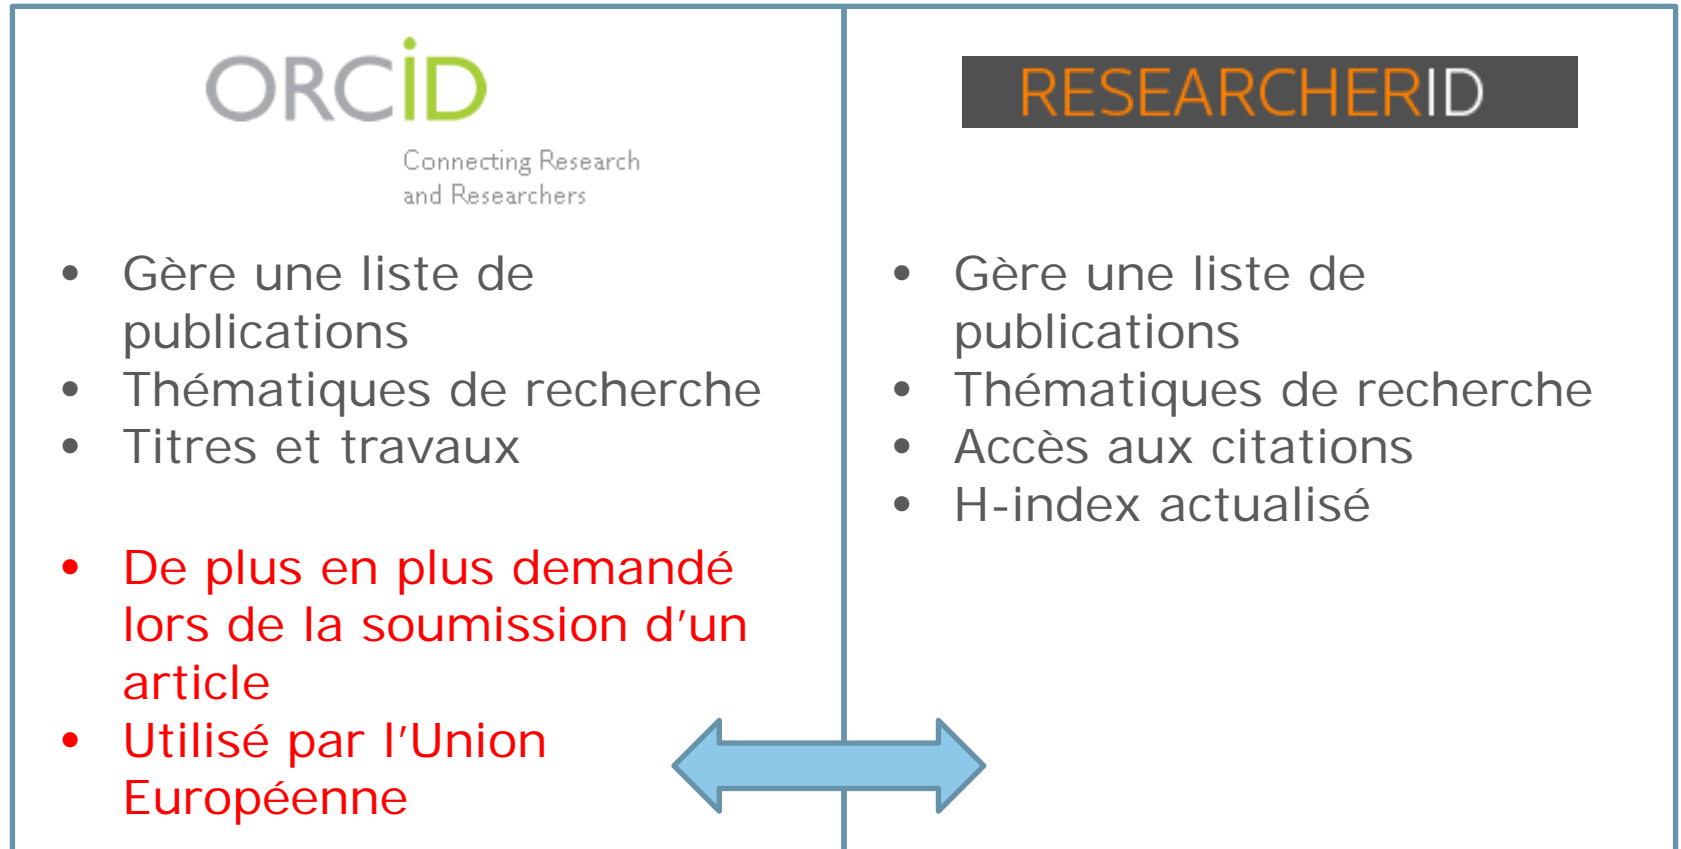 ORCiD
Connecting Research
and Researchers
• Gère une liste de
publications
• Thématiques de recherche
• Titres et travaux
• De plus en plus demandé
lors de la soumission d’un
article
• Utilisé par l’Union
Européenne
RESEARCHERID
• Gère une liste de
publications
• Thématiques de recherche
• Accès aux citations
• H-index actualisé